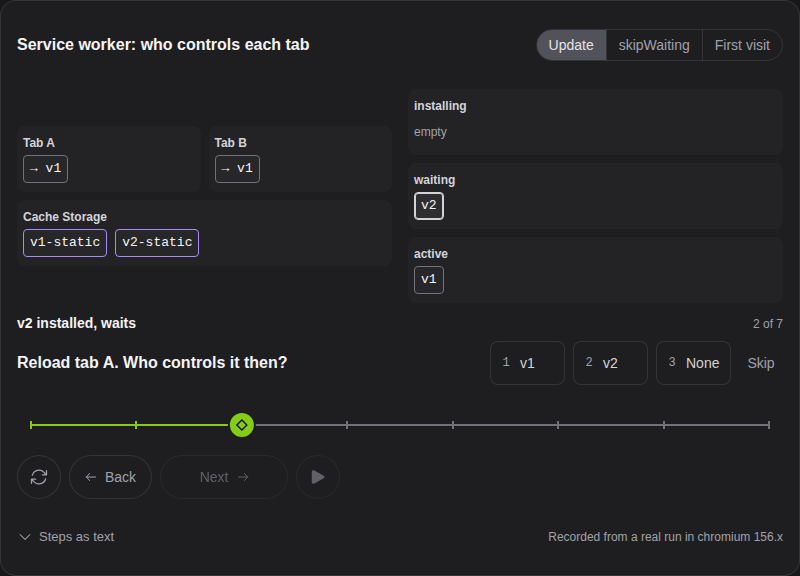 Service worker: who controls each tab
Update skipWaiting First visit
installing
empty
Tab A
→ v1
Tab B
→ v1
waiting
v2
Cache Storage
v1-static v2-static
active
v1
v2 installed, waits
2 of 7
Reload tab A. Who controls it then?
1 v1 2 v2 3 None Skip
← Back Next →
Steps as text
Recorded from a real run in chromium 156.x